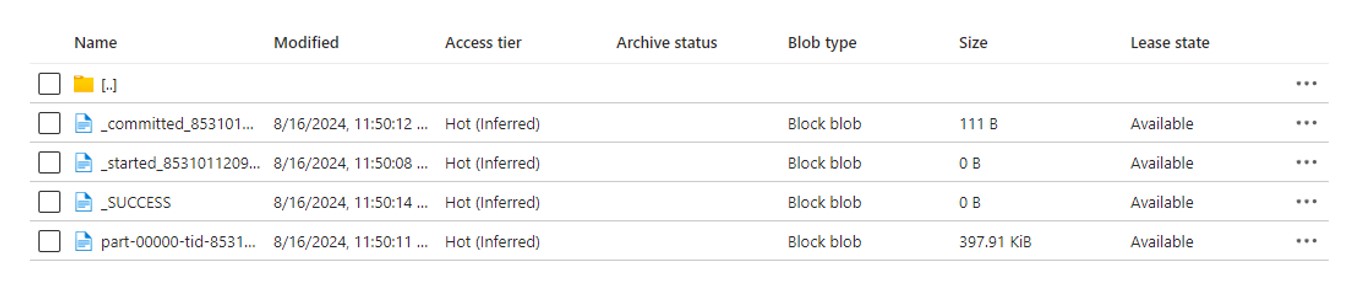 Name Modified Access tier Archive status Blob type Size Lease state
[..] ...
_committed_853101... 8/16/2024, 11:50:12 ... Hot (Inferred) Block blob 111 B Available ...
_started_8531011209... 8/16/2024, 11:50:08 ... Hot (Inferred) Block blob 0 B Available ...
_SUCCESS 8/16/2024, 11:50:14 ... Hot (Inferred) Block blob 0 B Available ...
part-00000-tid-8531... 8/16/2024, 11:50:11 ... Hot (Inferred) Block blob 397.91 KiB Available ...